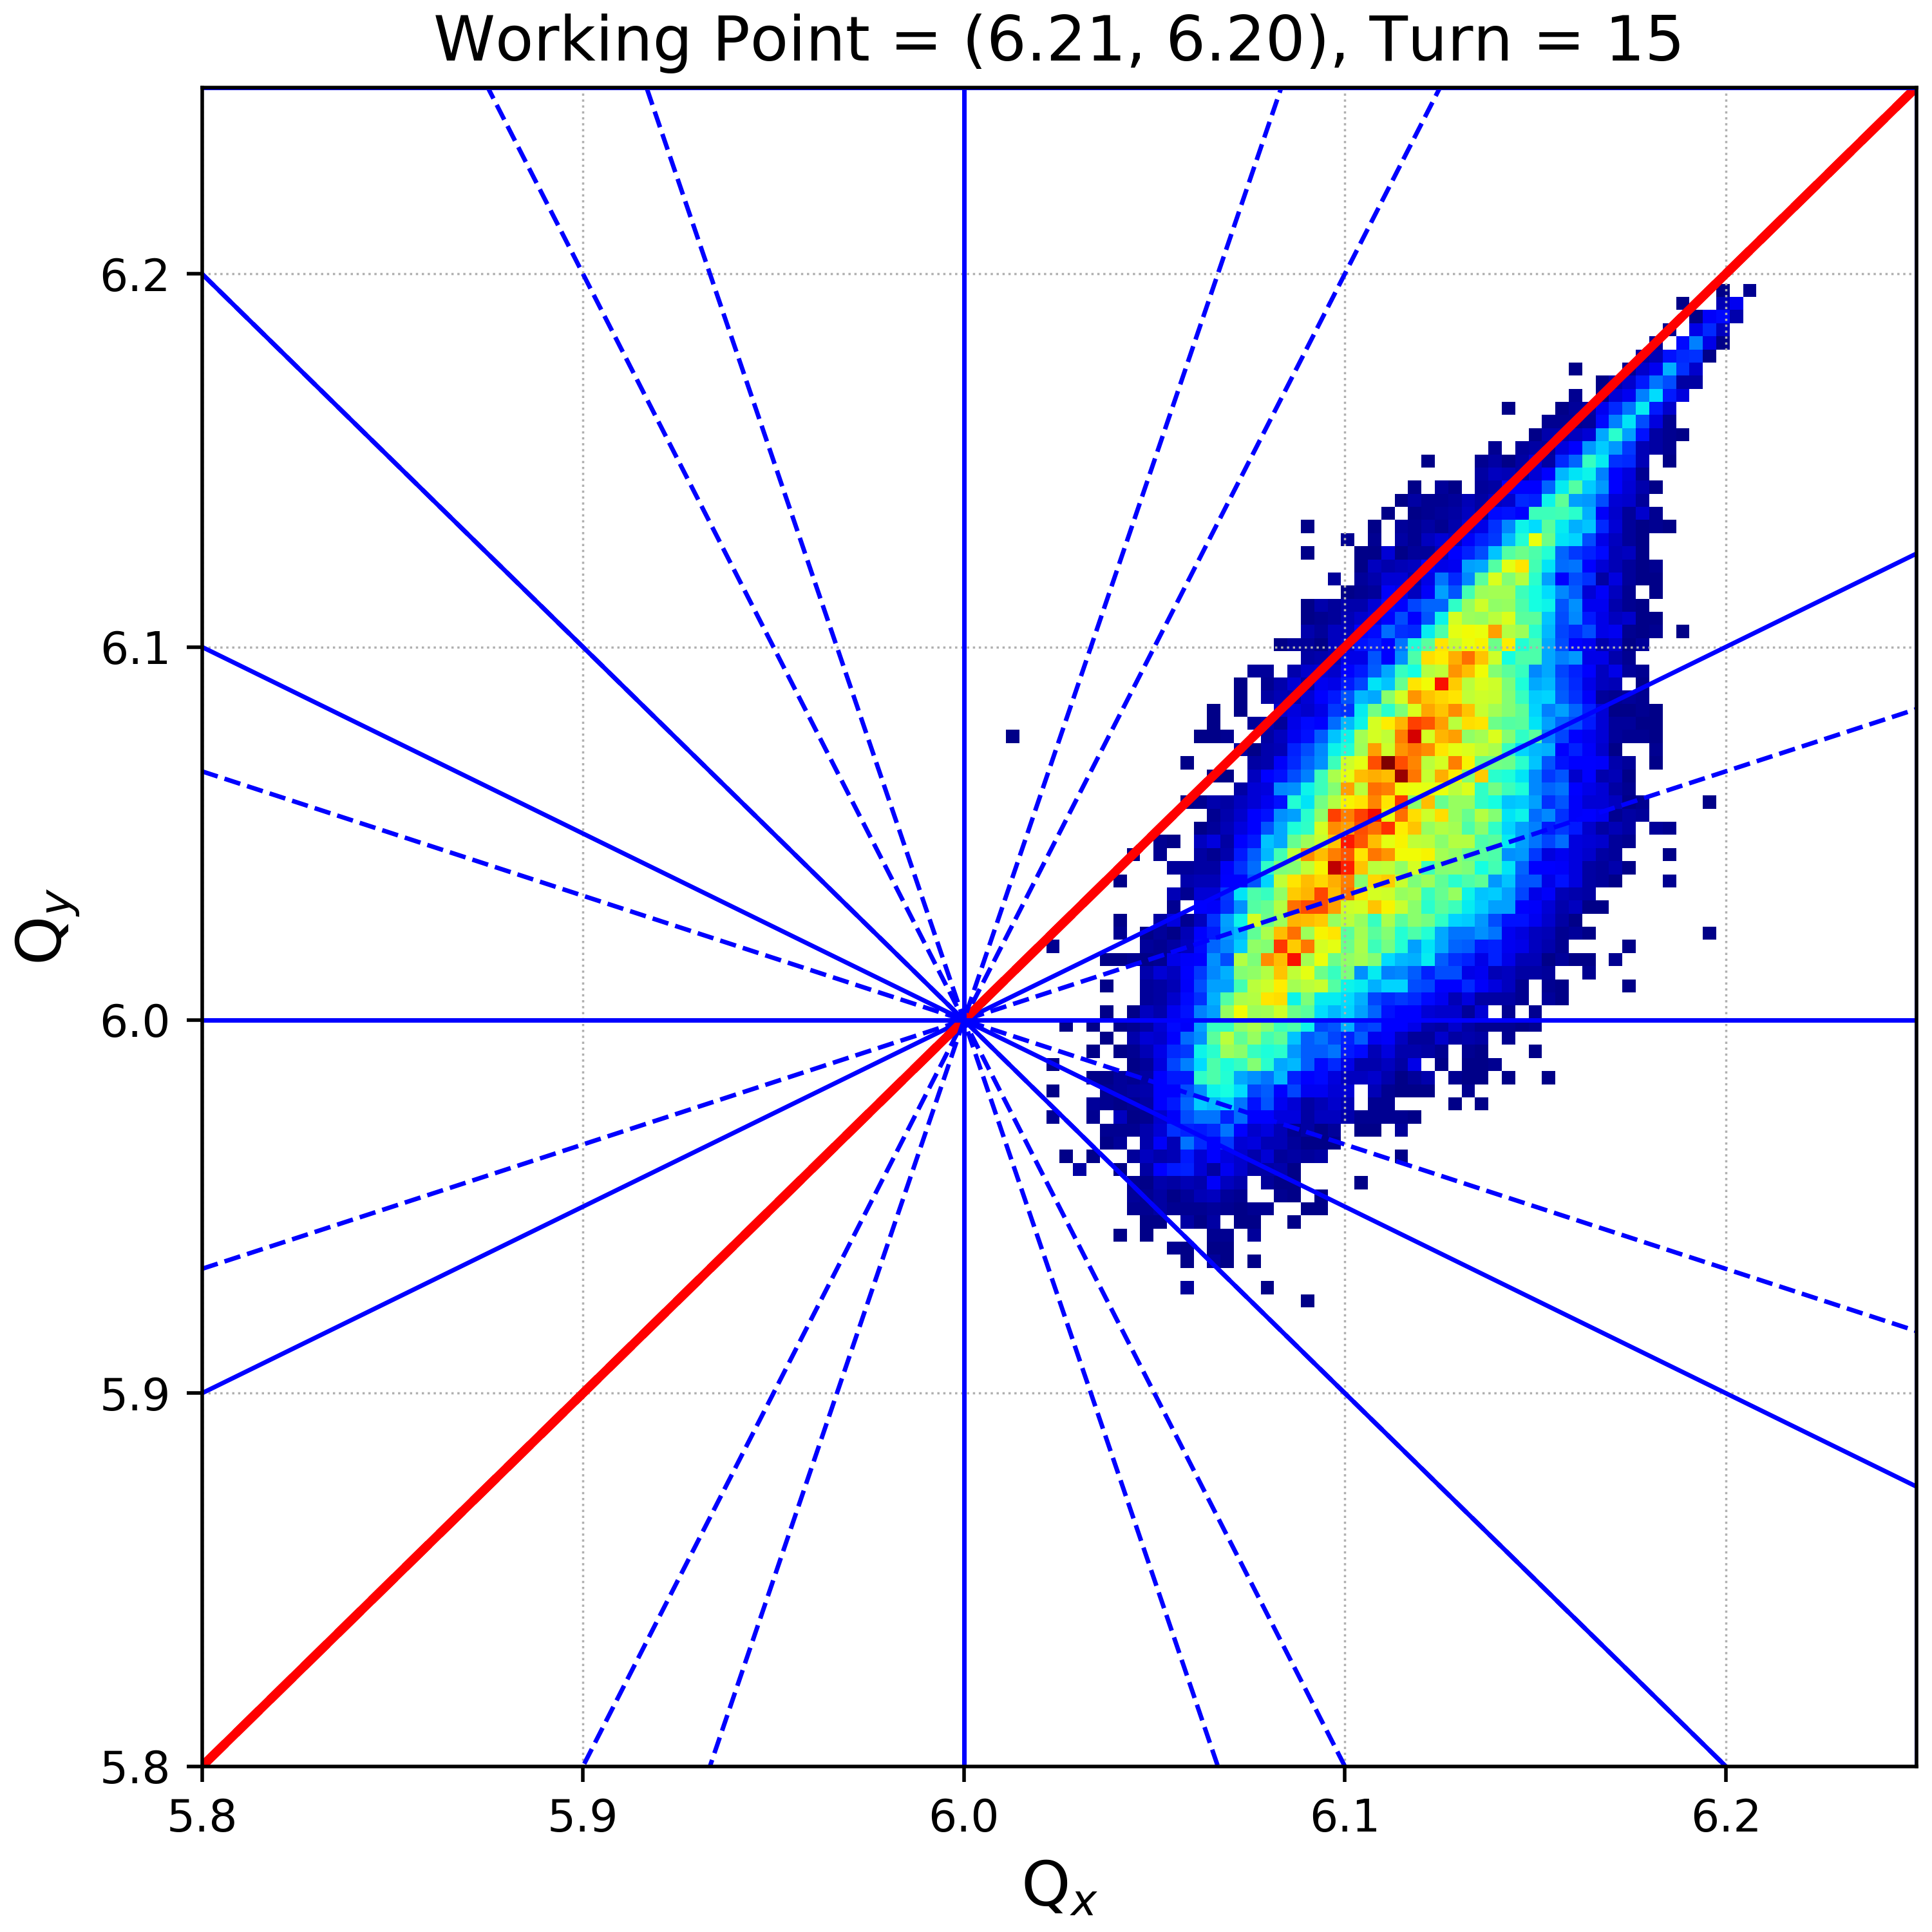 Working Point = (6.21, 6.20), Turn = 15
6.2
6.1
6.0
5.9
5.8
Qy
5.8 5.9 6.0 6.1 6.2
Qx